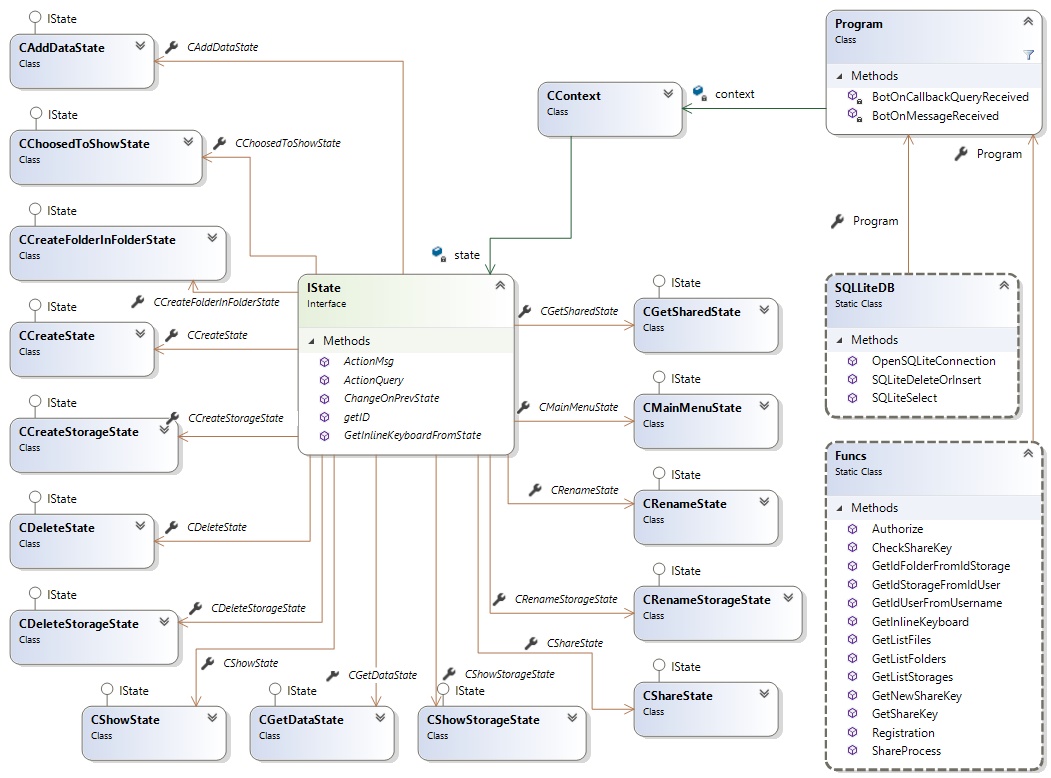 IState
CAddDataState
Class
CAddDataState
IState
CChoosedToShowState
Class
CChoosedToShowState
IState
CCreateFolderInFolderState
Class
CCreateFolderInFolderState
IState
CCreateState
Class
CCreateState
IState
CCreateStorageState
Class
CCreateStorageState
IState
CDeleteState
Class
CDeleteState
IState
CDeleteStorageState
Class
CDeleteStorageState
IState
CShowState
Class
CShowState
IState
CGetDataState
Class
CGetDataState
IState
CShowStorageState
Class
CShowStorageState
CContext
Class
context
state
IState
Interface
Methods
ActionMsg
ActionQuery
ChangeOnPrevState
getID
GetInlineKeyboardFromState
IState
CGetSharedState
Class
CGetSharedState
IState
CMainMenuState
Class
CMainMenuState
IState
CRenameState
Class
CRenameState
IState
CRenameStorageState
Class
CRenameStorageState
IState
CShareState
Class
CShareState
Program
Class
Methods
BotOnCallbackQueryReceived
BotOnMessageReceived
Program
Program
SQLLiteDB
Static Class
Methods
OpenSQLiteConnection
SQLiteDeleteOrInsert
SQLiteSelect
Funcs
Static Class
Methods
Authorize
CheckShareKey
GetIdFolderFromIdStorage
GetIdStorageFromIdUser
GetIdUserFromUsername
GetInlineKeyboard
GetListFiles
GetListFolders
GetListStorages
GetNewShareKey
GetShareKey
Registration
ShareProcess